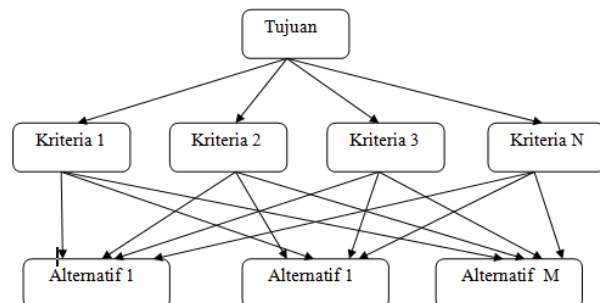 Tujuan
Kriteria 1
Kriteria 2
Kriteria 3
Kriteria N
Alternatif 1
Alternatif 1
Alternatif M